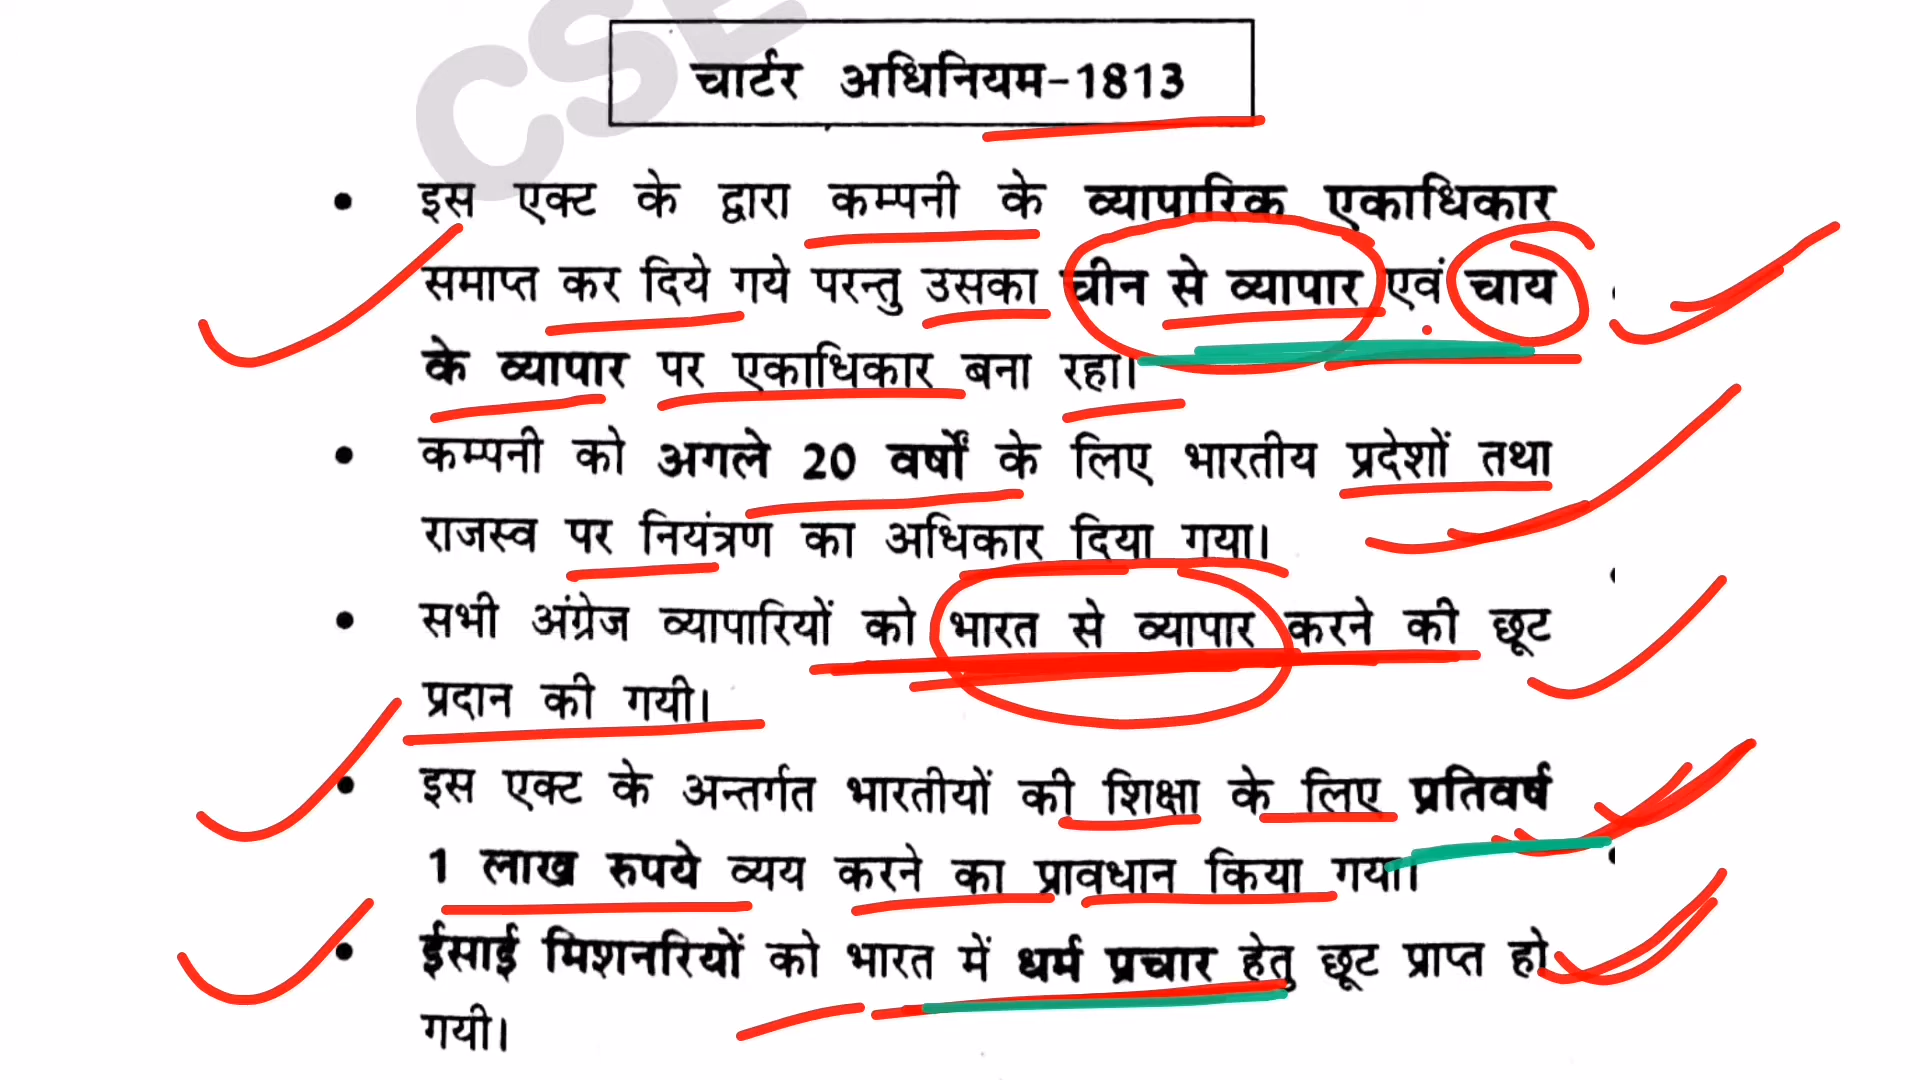 CSE
चार्टर अधिनियम-1813
• इस एक्ट के द्वारा कम्पनी के व्यापारिक एकाधिकार
समाप्त कर दिये गये परन्तु उसका चीन से व्यापार एवं चाय
के व्यापार पर एकाधिकार बना रहा।
• कम्पनी को अगले 20 वर्षों के लिए भारतीय प्रदेशों तथा
राजस्व पर नियंत्रण का अधिकार दिया गया।
• सभी अंग्रेज व्यापारियों को भारत से व्यापार करने की छूट
प्रदान की गयी।
• इस एक्ट के अन्तर्गत भारतीयों की शिक्षा के लिए प्रतिवर्ष
1 लाख रुपये व्यय करने का प्रावधान किया गया।
• ईसाई मिशनरियों को भारत में धर्म प्रचार हेतु छूट प्राप्त हो
गयी।